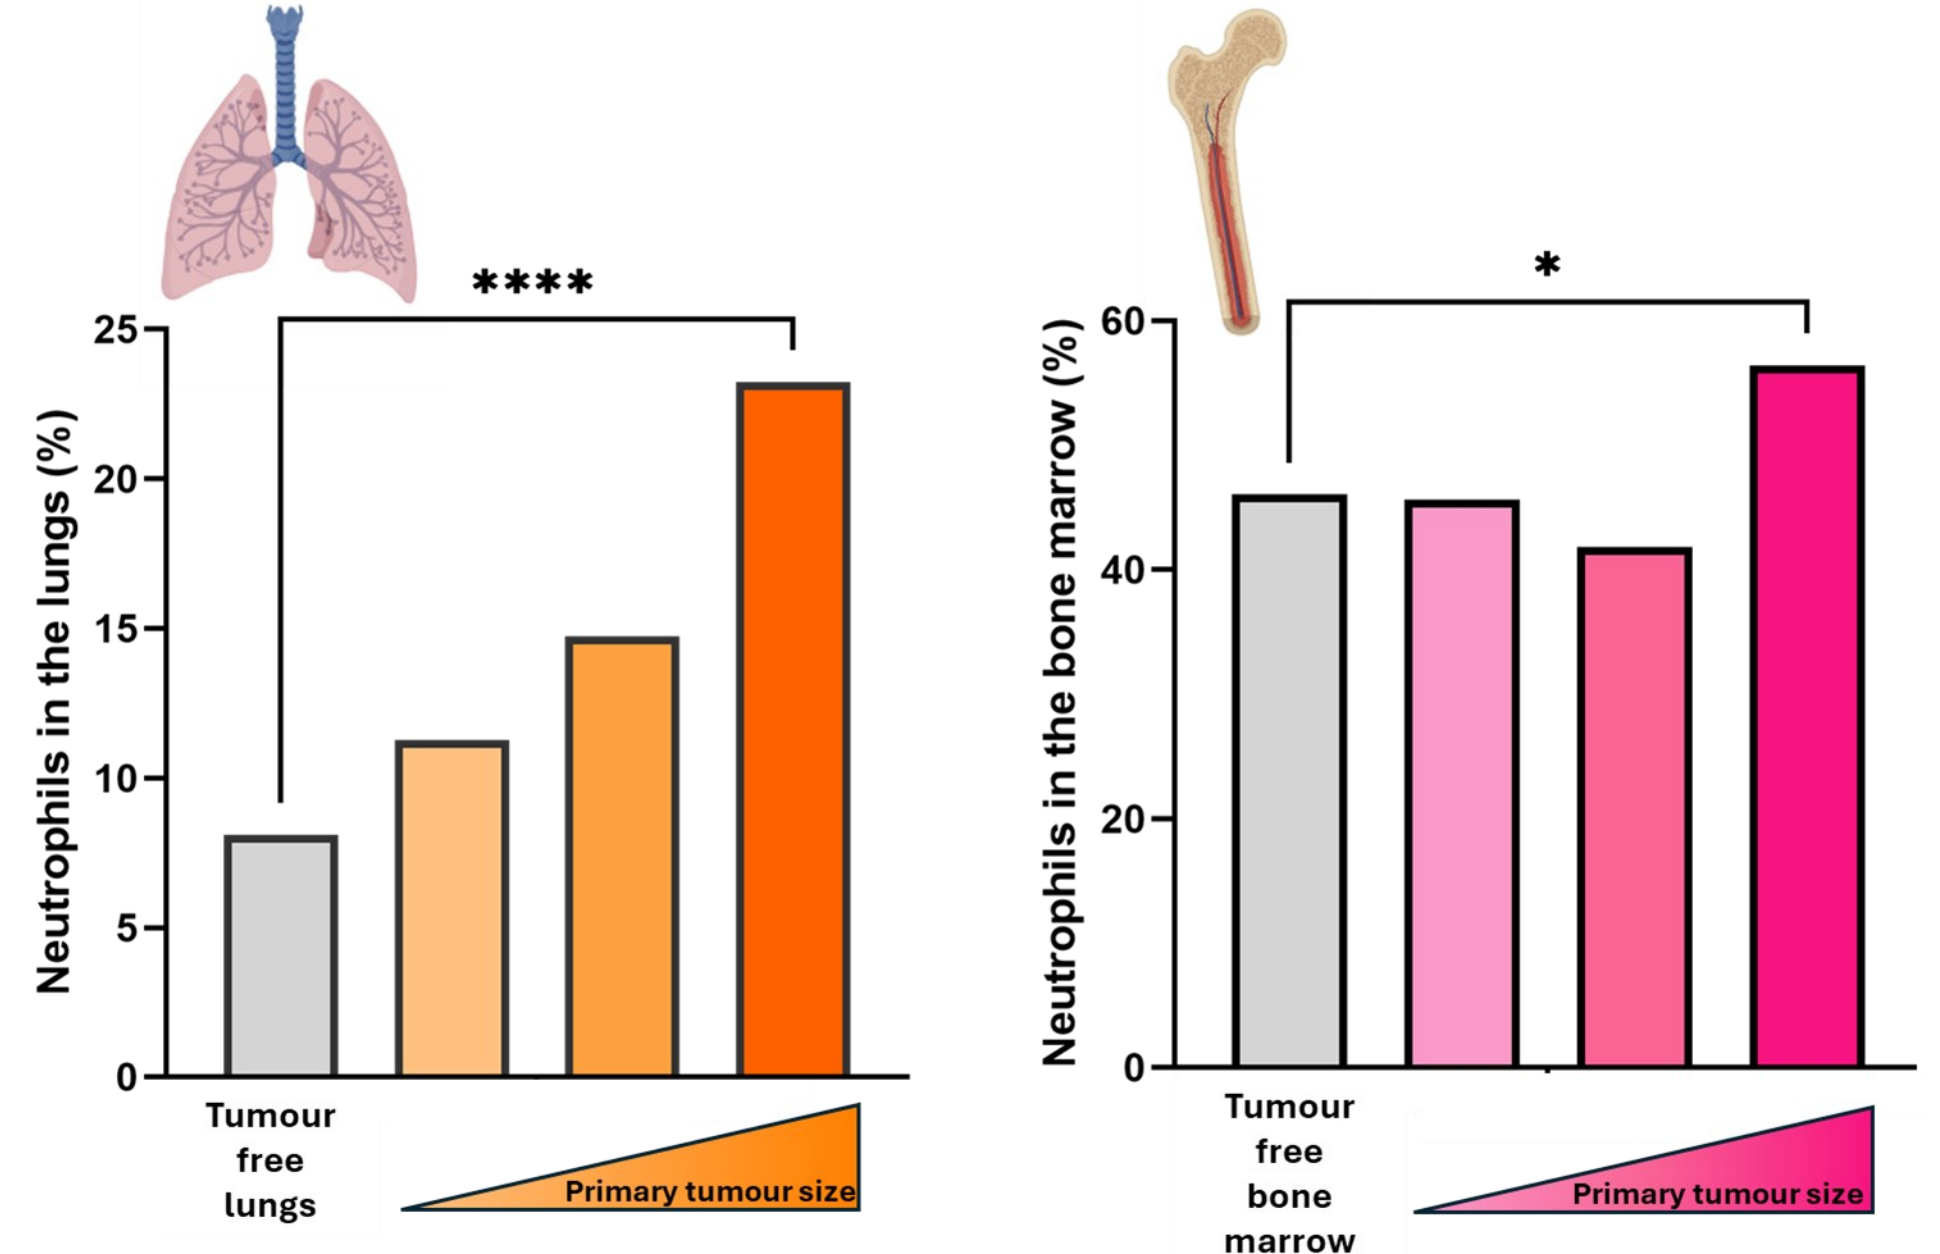 ****
Neutrophils in the lungs (%)
25
20
15
10
5
0
Tumour
free
lungs
Primary tumour size
*
Neutrophils in the bone marrow (%)
60
40
20
0
Tumour
free
bone
marrow
Primary tumour size